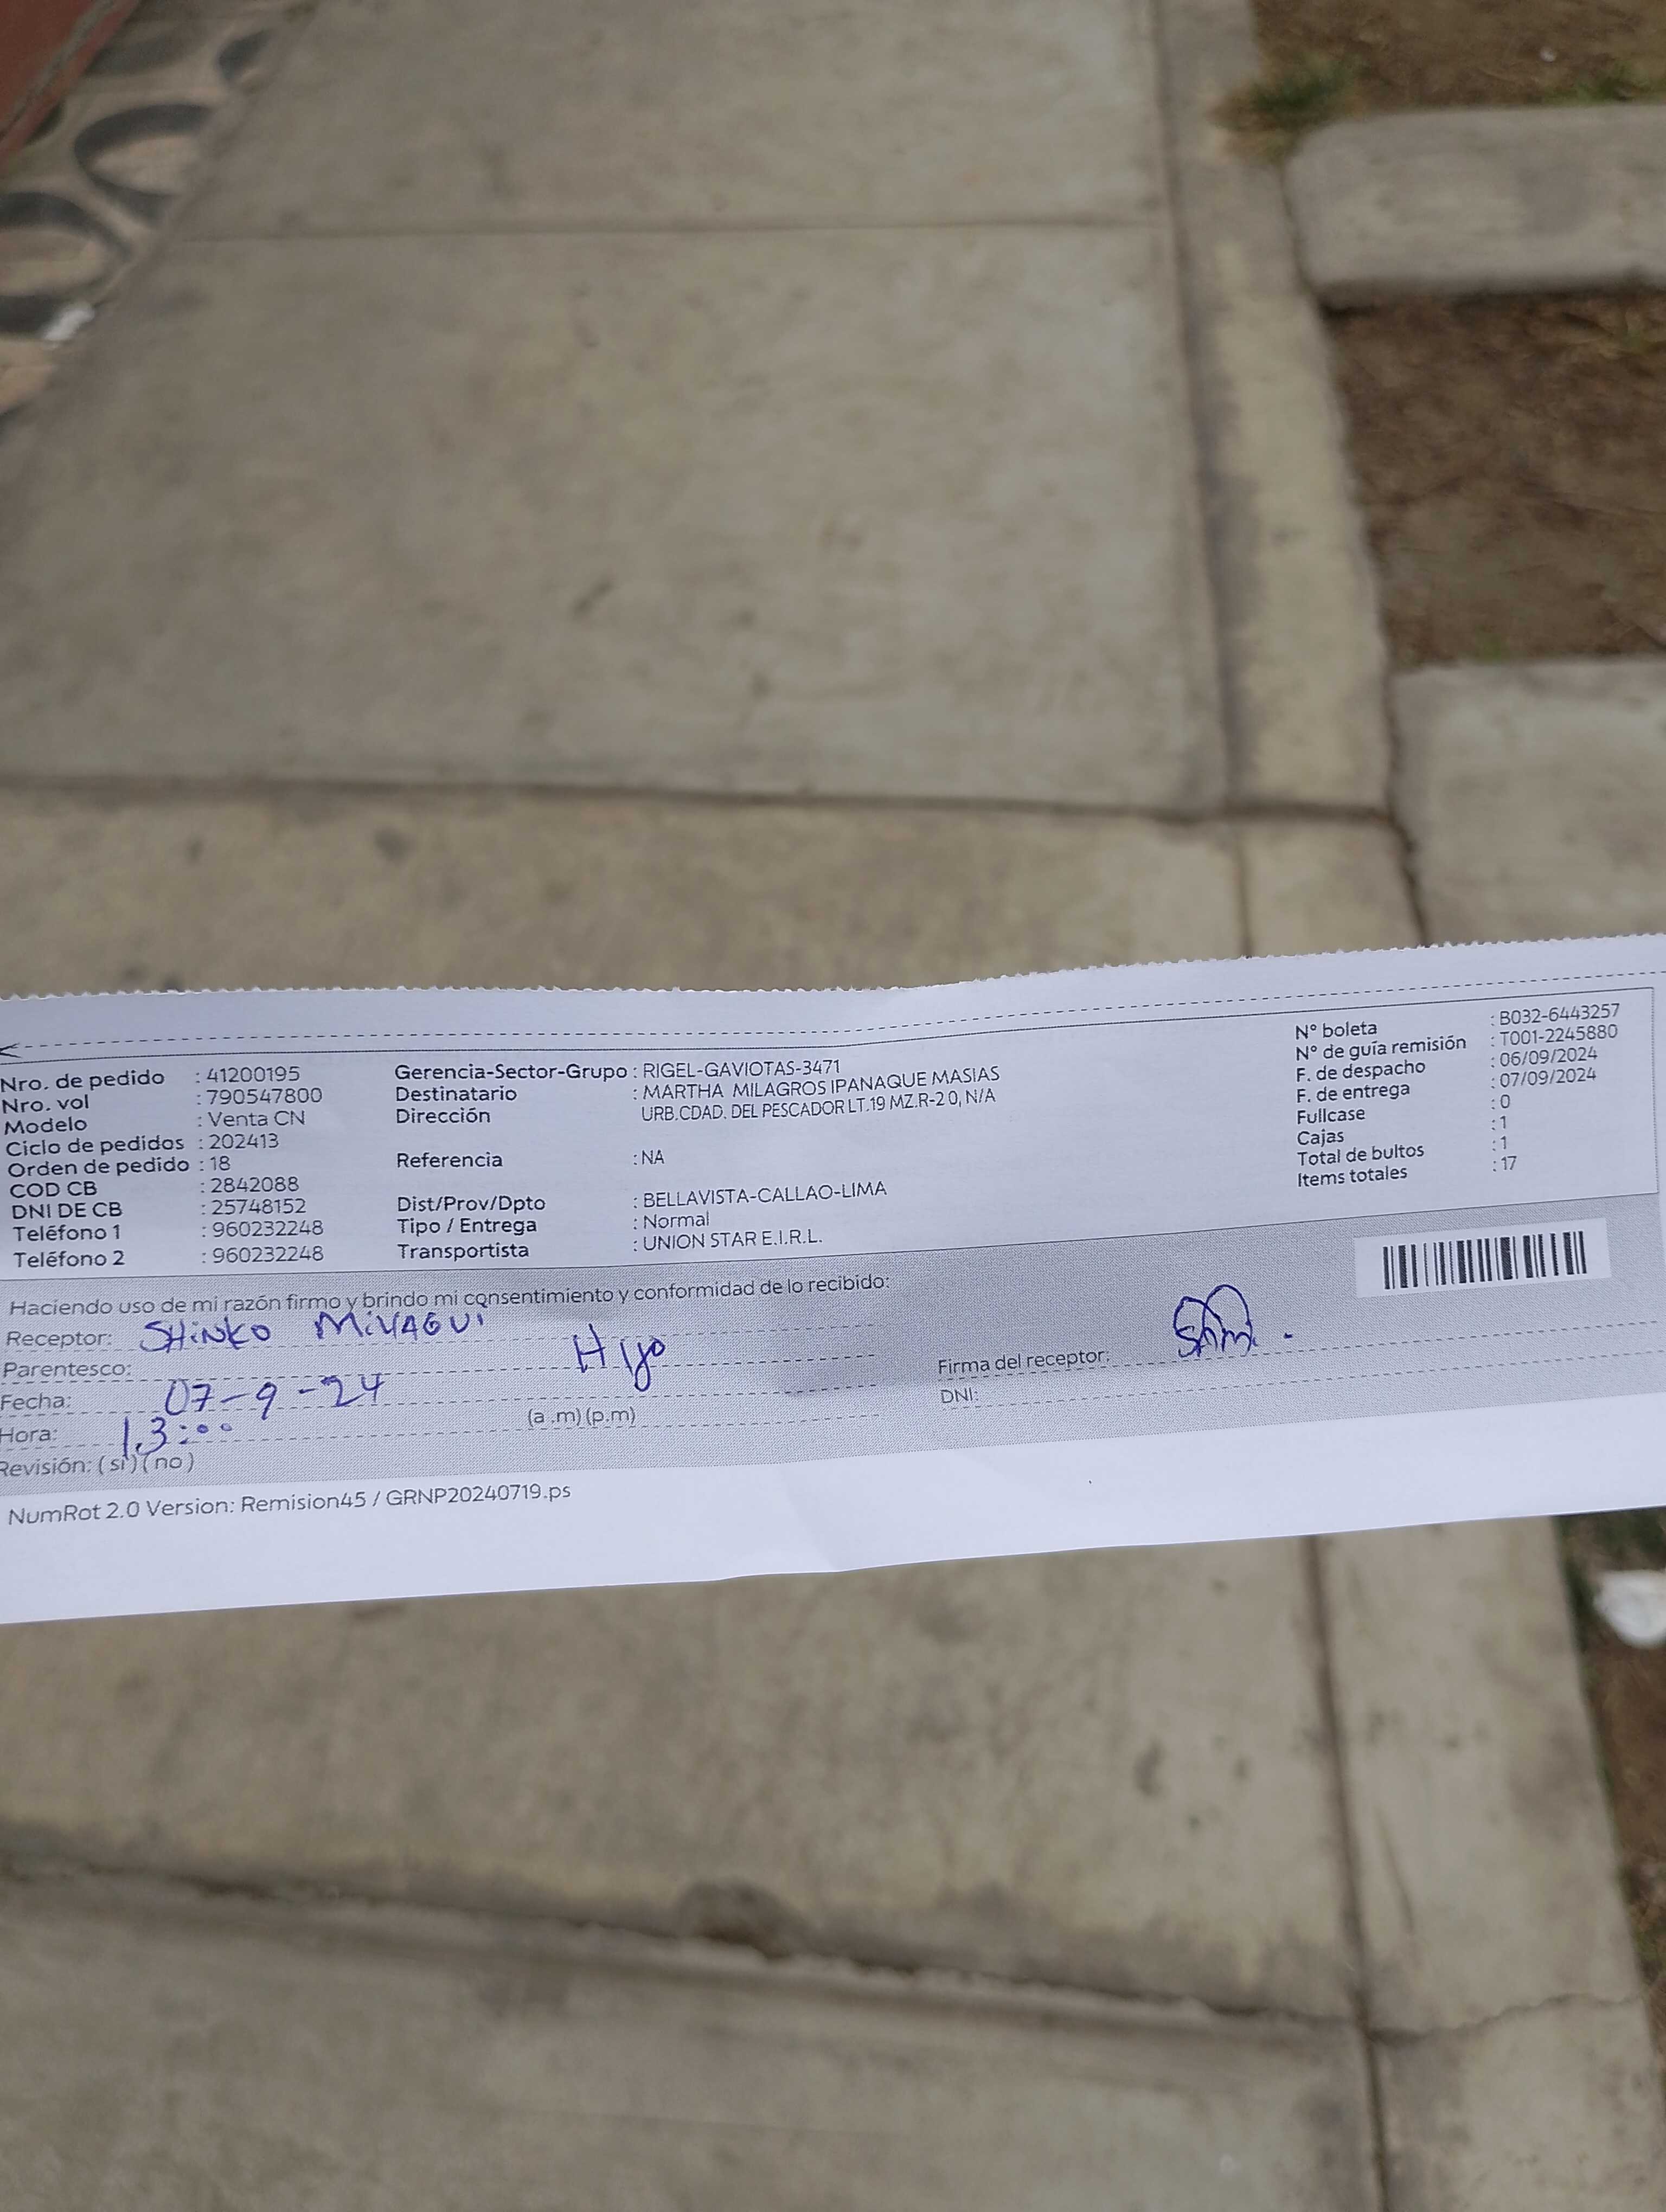 Nro. de pedido : 41200195
Nro. vol : 790547800
Modelo : Venta CN
Ciclo de pedidos : 202413
Orden de pedido : 18
COD CB : 2842088
DNI DE CB : 25748152
Teléfono 1 : 960232248
Teléfono 2 : 960232248
Gerencia-Sector-Grupo : RIGEL-GAVIOTAS-3471
Destinatario : MARTHA MILAGROS IPANAQUE MASIAS
Dirección URB.CDAD. DEL PESCADOR LT.19 MZ.R-2 0, N/A
Referencia : NA
Dist/Prov/Dpto : BELLAVISTA-CALLAO-LIMA
Tipo / Entrega : Normal
Transportista : UNION STAR E.I.R.L.
N° boleta : B032-6443257
N° de guía remisión : T001-2245880
F. de despacho : 06/09/2024
F. de entrega : 07/09/2024
Fullcase : 0
Cajas : 1
Total de bultos : 1
Items totales : 17
Haciendo uso de mi razón firmo y brindo mi consentimiento y conformidad de lo recibido:
Receptor: SHINKO MIYAGUI
Parentesco: Hijo
Fecha: 07-9-24
Hora: 13:00 (a .m) (p.m)
Revisión: ( si ) ( no )
Firma del receptor:
DNI:
NumRot 2.0 Version: Remision45 / GRNP20240719.ps